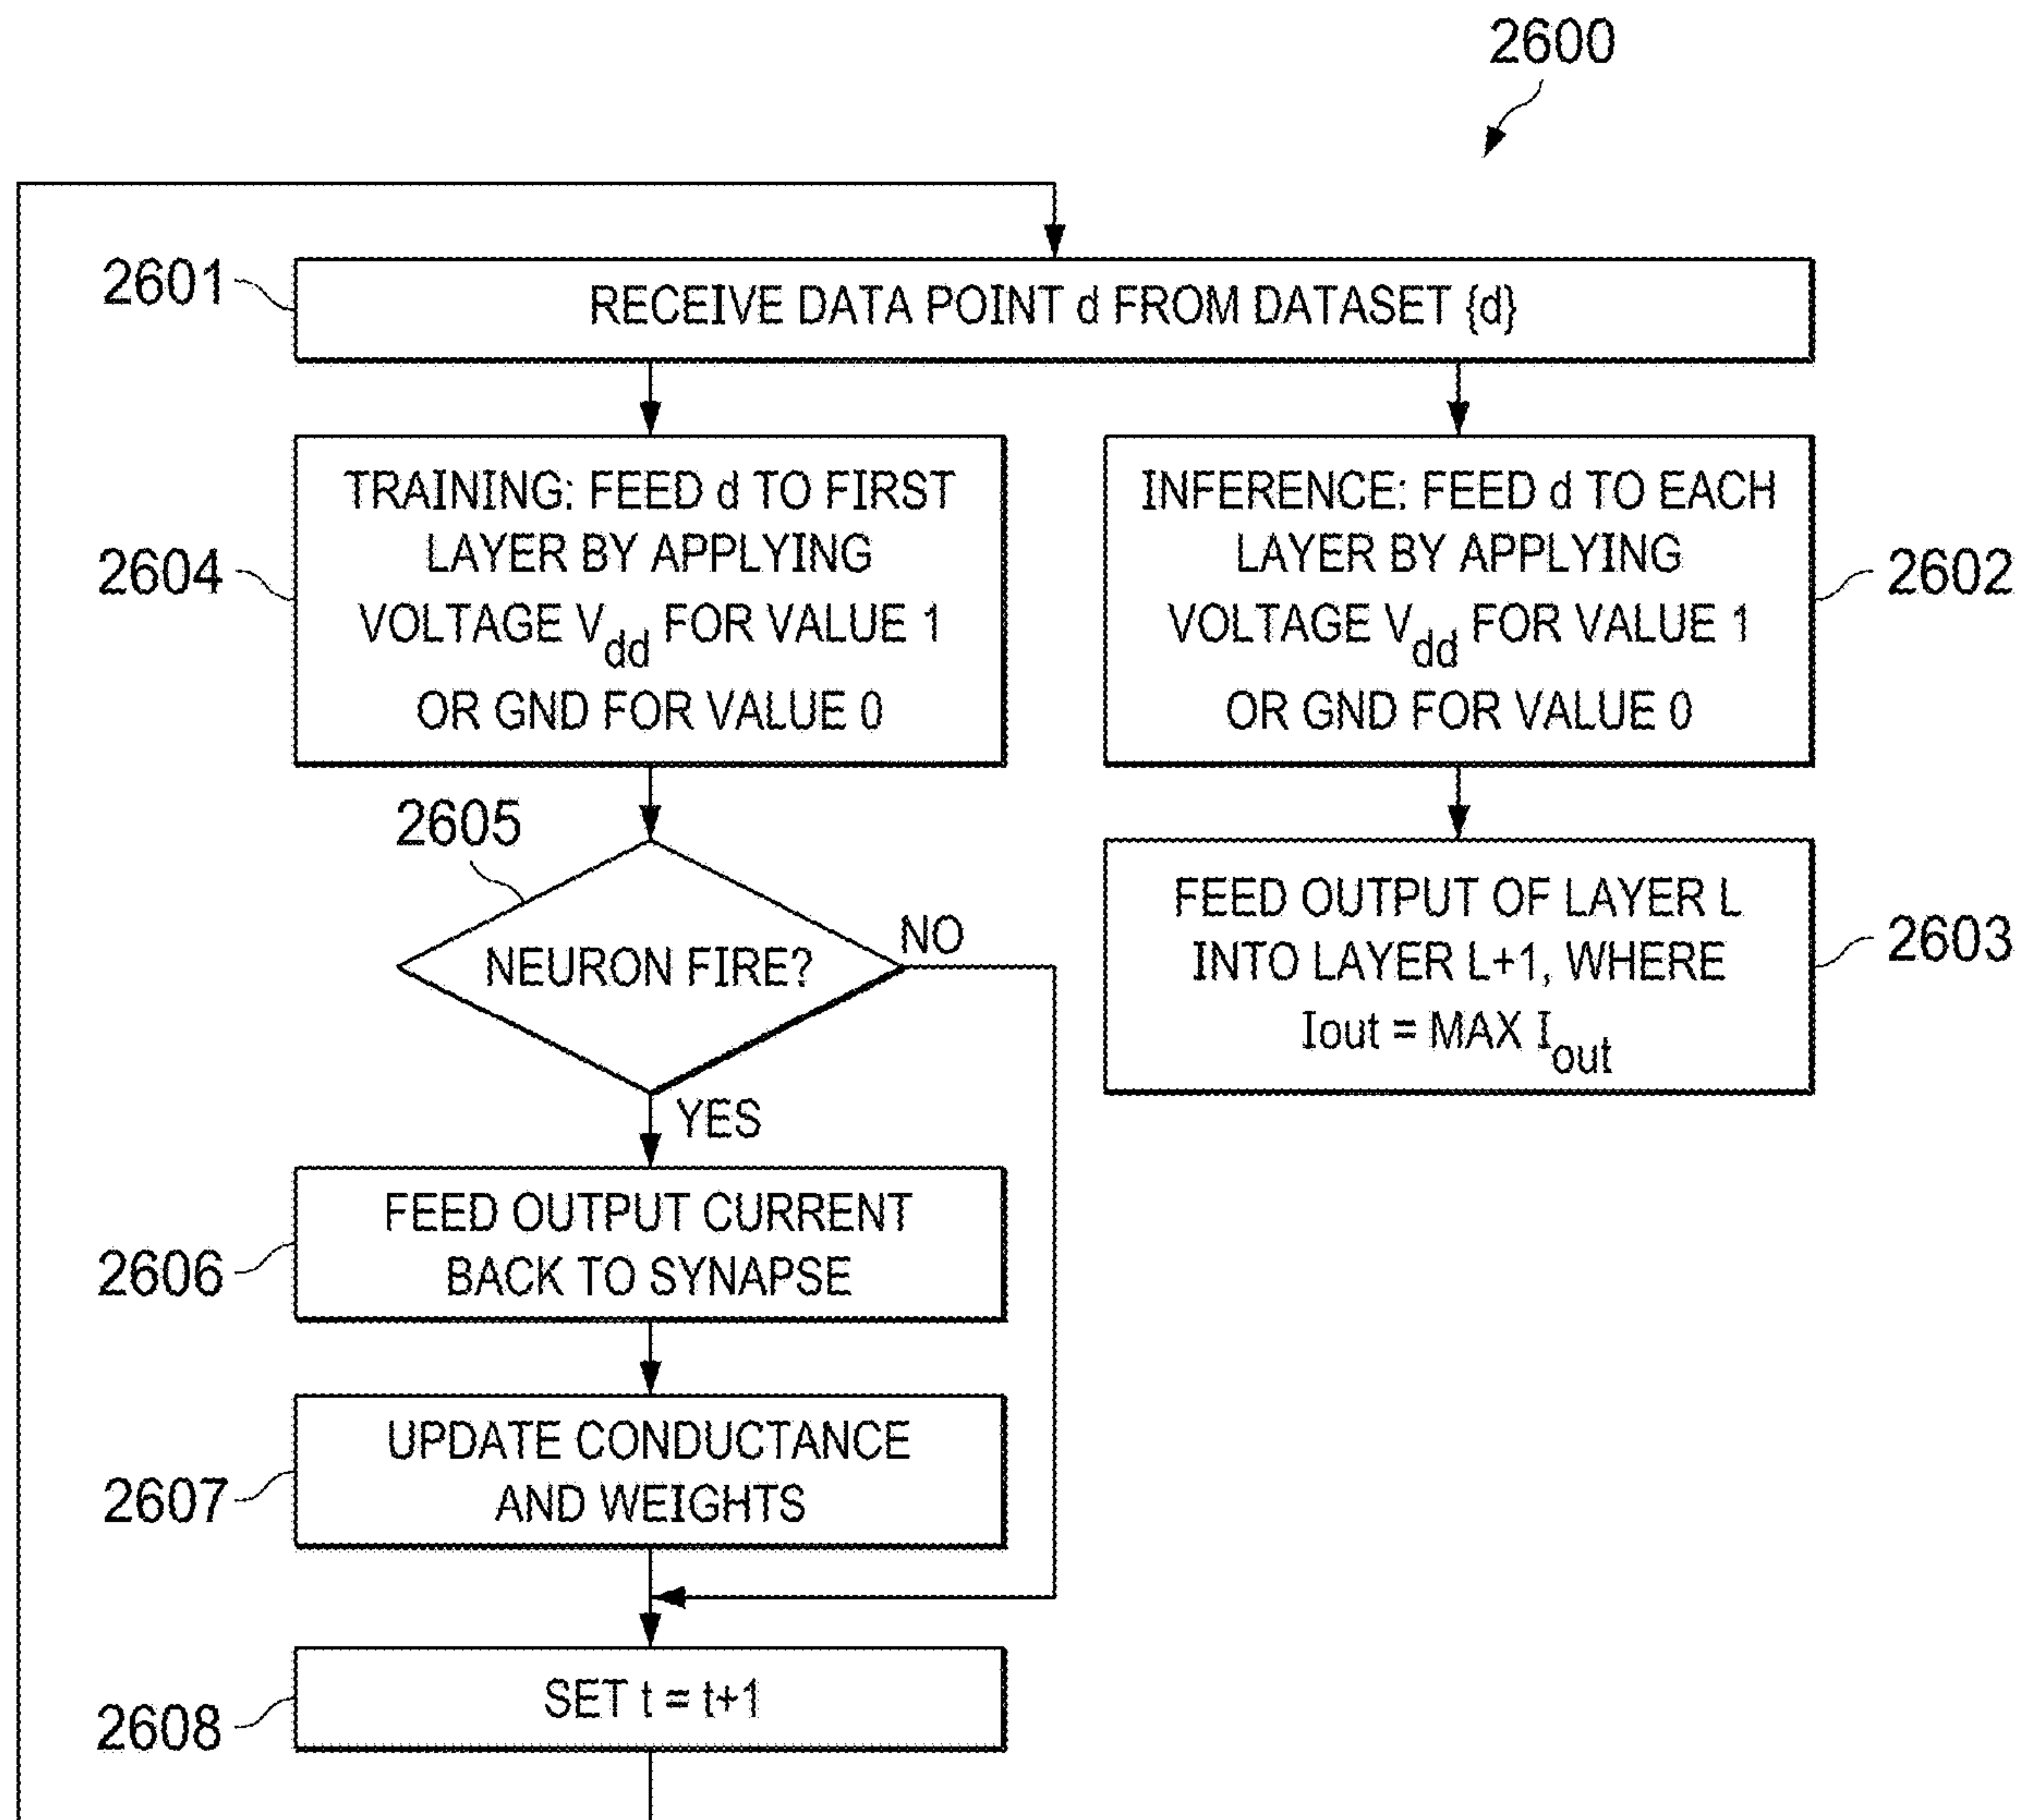 2600
2601
RECEIVE DATA POINT d FROM DATASET {d}
2604
TRAINING: FEED d TO FIRST
LAYER BY APPLYING
VOLTAGE Vdd FOR VALUE 1
OR GND FOR VALUE 0
INFERENCE: FEED d TO EACH
LAYER BY APPLYING
VOLTAGE Vdd FOR VALUE 1
OR GND FOR VALUE 0
2602
2605
NEURON FIRE?
NO
YES
FEED OUTPUT OF LAYER L
INTO LAYER L+1, WHERE
Iout = MAX Iout
2603
2606
FEED OUTPUT CURRENT
BACK TO SYNAPSE
2607
UPDATE CONDUCTANCE
AND WEIGHTS
2608
SET t = t+1